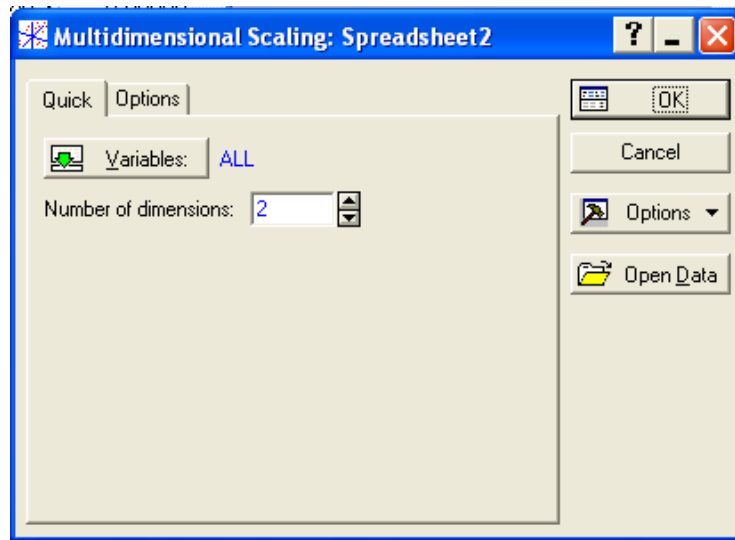 Multidimensional Scaling: Spreadsheet2
Quick Options
Variables: ALL
Number of dimensions: 2
OK
Cancel
Options
Open Data